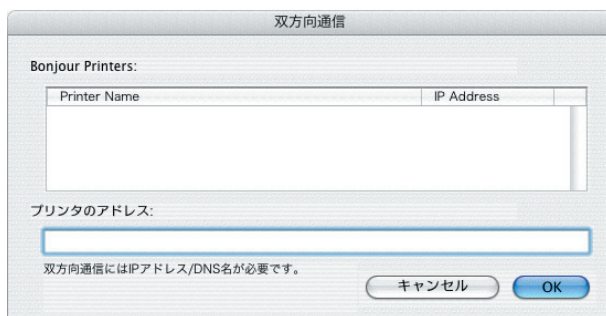 双方向通信
Bonjour Printers:
Printer Name IP Address
プリンタのアドレス:
双方向通信にはIPアドレス/DNS名が必要です。
キャンセル OK